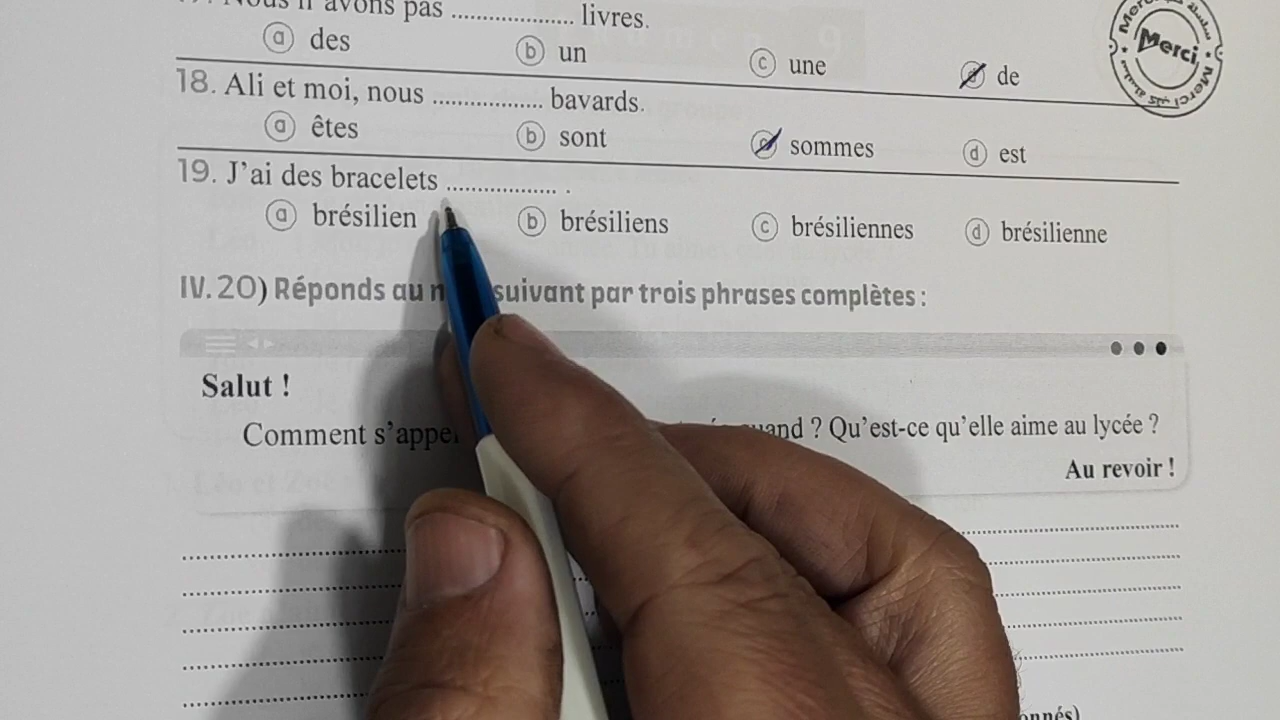 Nous n'avons pas .................... livres.
a des b un c une d de
18. Ali et moi, nous .................. bavards.
a êtes b sont c sommes d est
19. J'ai des bracelets .................. .
a brésilien b brésiliens c brésiliennes d brésilienne
IV. 20) Réponds au suivant par trois phrases complètes :
Salut !
Comment ? Qu'est-ce qu'elle aime au lycée ?
Au revoir !
Merci